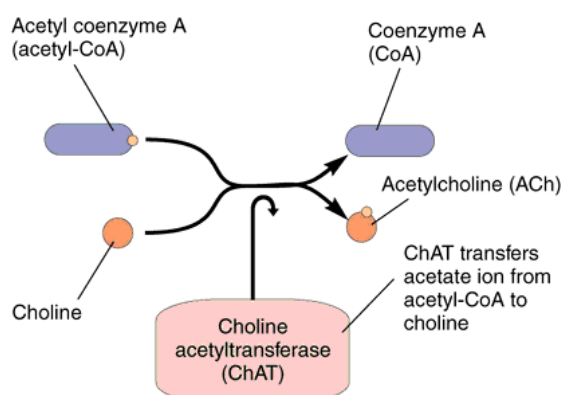 Acetyl coenzyme A
(acetyl-CoA)
Coenzyme A
(CoA)
Acetylcholine (ACh)
Choline
ChAT transfers
acetate ion from
acetyl-CoA to
choline
Choline
acetyltransferase
(ChAT)